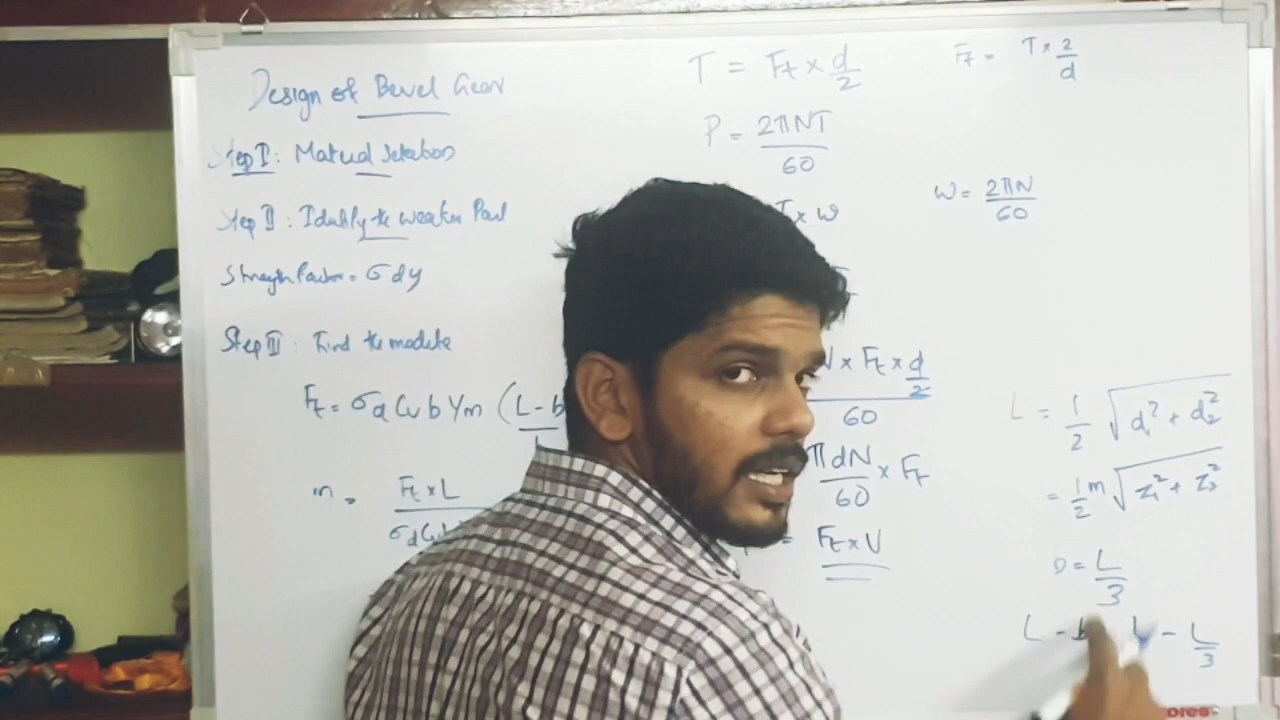 Design of Bevel Gear
Step I: Material Selection
Step II: Identify the weaker Part
Strength Factor = σdy
Step III: Find the module
Ft = σd Cv b Y m (L - b
m = Ft × L
σd Cv
T = Ft × d/2
Ft = T × 2/d
P = 2πNT/60
T × ω
ω = 2πN/60
× Ft × d/2
60
πdN/60 × Ft
= Ft × V
L = 1/2 √d₁² + d₂²
= 1/2 m √z₁² + z₂²
b = L/3
L - b
L - L/3
ores